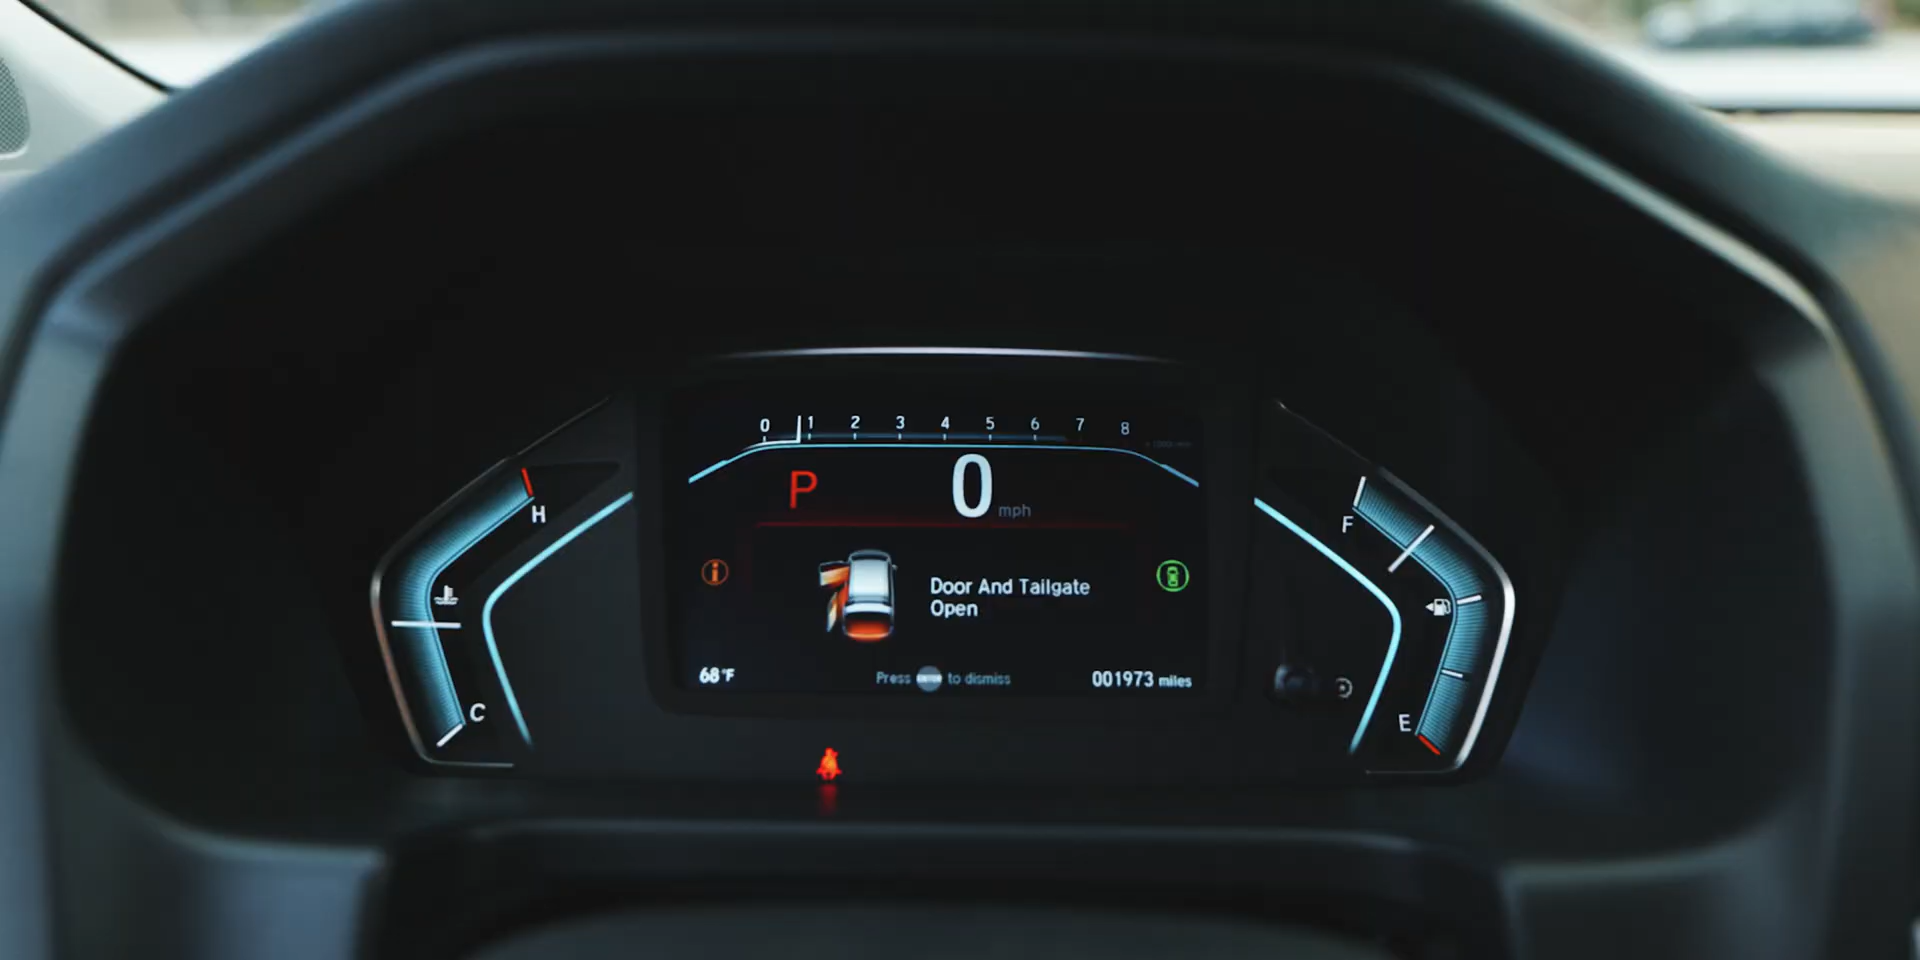 0 1 2 3 4 5 6 7 8
P 0 mph
H
F
Door And Tailgate
Open
C
E
68°F
Press ENTER to dismiss
001973 miles